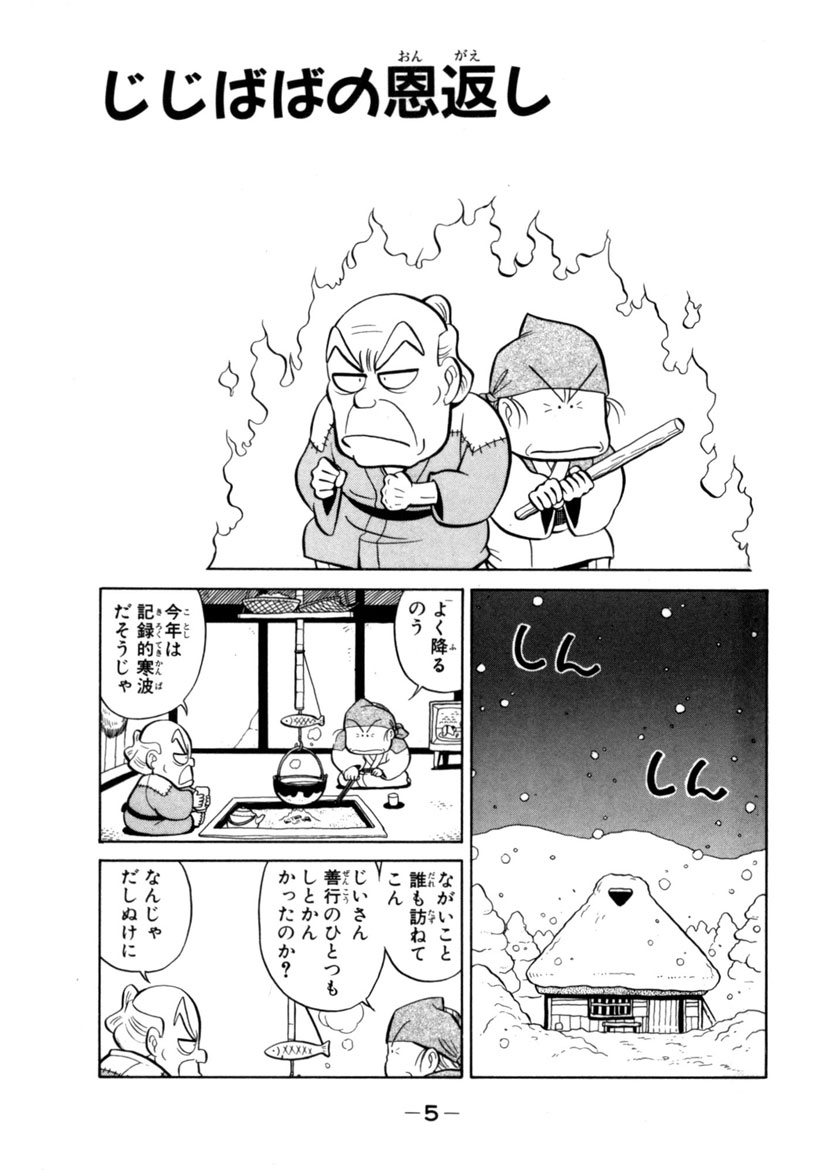 じじばばの恩返し
しん
しん
よく降る
のう
今年は
記録的寒波
だそうじゃ
ながいこと
誰も訪ねて
こん
じいさん
善行のひとつも
しとかん
かったのか?
なんじゃ
だしぬけに
—5—